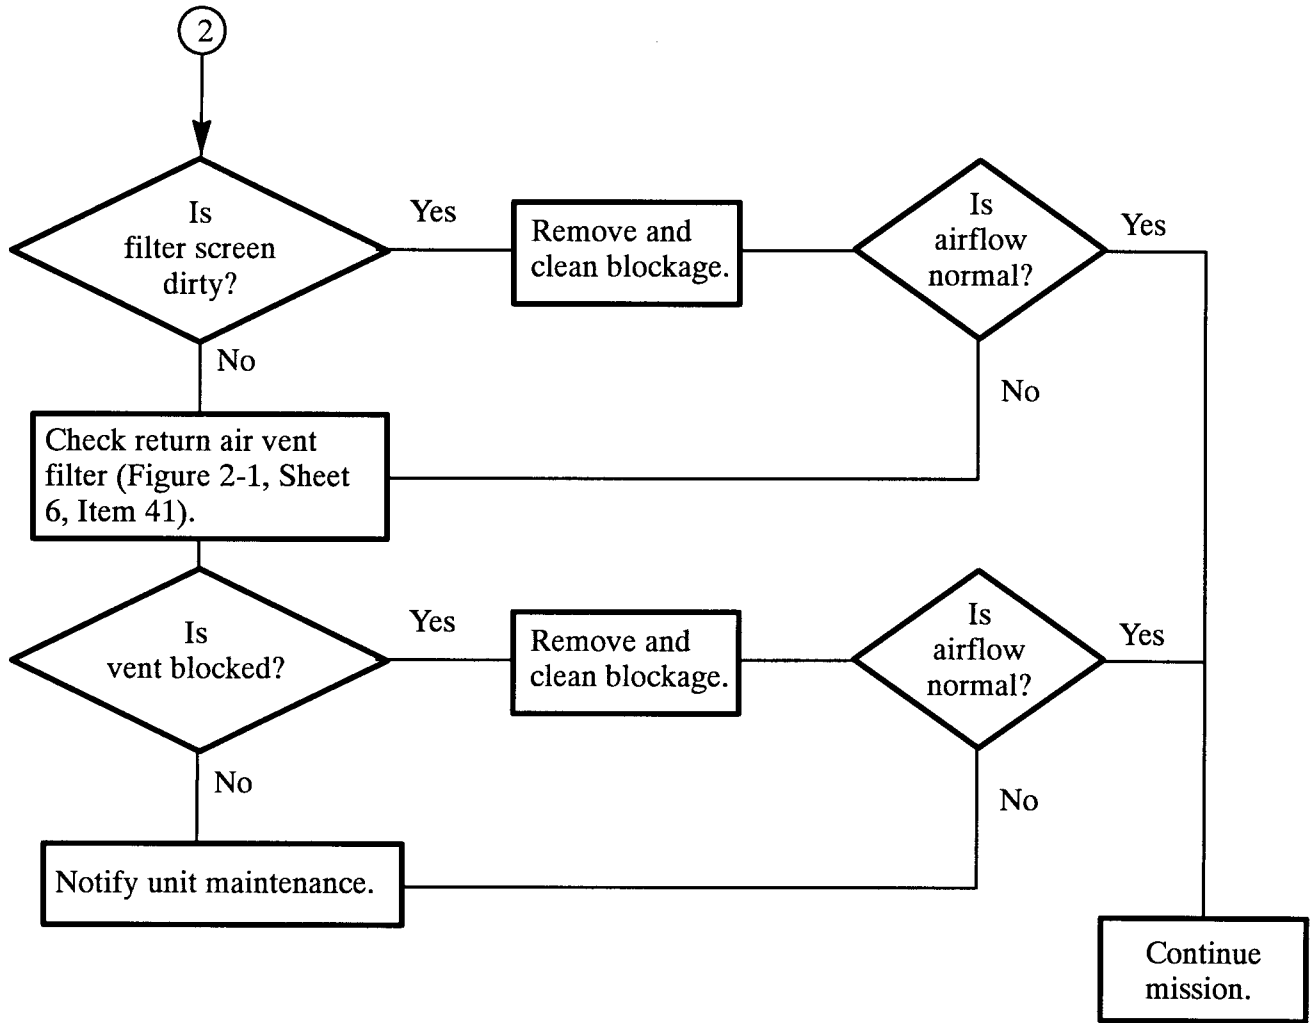 2
Is
filter screen
dirty?
Yes
Remove and
clean blockage.
Is
airflow
normal?
Yes
No
No
Check return air vent
filter (Figure 2-1, Sheet
6, Item 41).
Is
vent blocked?
Yes
Remove and
clean blockage.
Is
airflow
normal?
Yes
No
No
Notify unit maintenance.
Continue
mission.